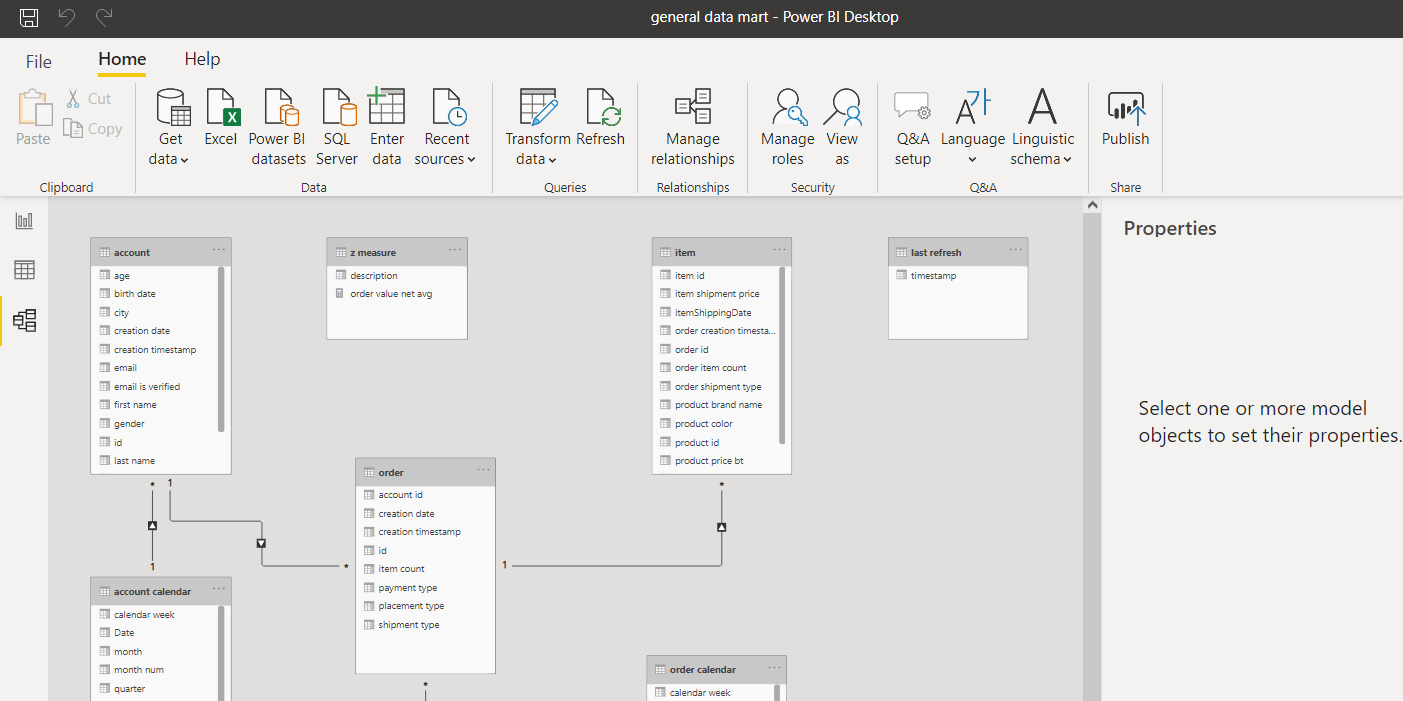 general data mart - Power BI Desktop
File Home Help
Paste
Cut
Copy
Clipboard
Get data
Excel
Power BI datasets
SQL Server
Enter data
Recent sources
Data
Transform data
Refresh
Queries
Manage relationships
Relationships
Manage roles
View as
Security
Q&A setup
Language
Linguistic schema
Q&A
Publish
Share
account
age
birth date
city
creation date
creation timestamp
email
email is verified
first name
gender
id
last name
z measure
description
order value net avg
item
item id
item shipment price
itemShippingDate
order creation timesta...
order id
order item count
order shipment type
product brand name
product color
product id
product price bt
last refresh
timestamp
* 1
1
*
order
account id
creation date
creation timestamp
id
item count
payment type
placement type
shipment type
*
1
*
account calendar
calendar week
Date
month
month num
quarter
order calendar
calendar week
Properties
Select one or more model
objects to set their properties.